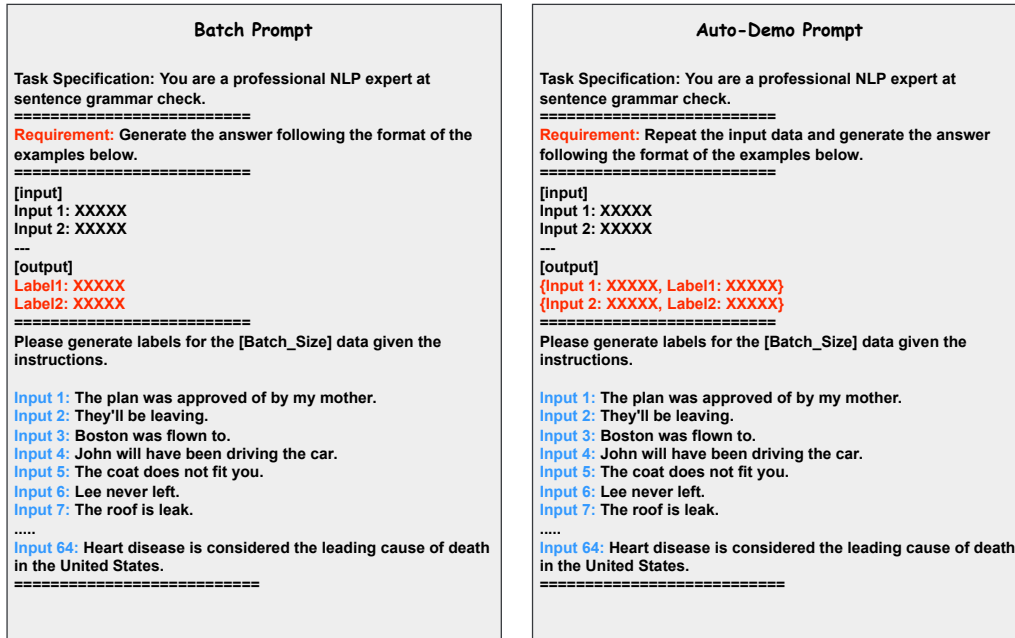 Batch Prompt
Task Specification: You are a professional NLP expert at
sentence grammar check.
==========================
Requirement: Generate the answer following the format of the
examples below.
==========================
[input]
Input 1: XXXXX
Input 2: XXXXX
---
[output]
Label1: XXXXX
Label2: XXXXX
==========================
Please generate labels for the [Batch_Size] data given the
instructions.
Input 1: The plan was approved of by my mother.
Input 2: They'll be leaving.
Input 3: Boston was flown to.
Input 4: John will have been driving the car.
Input 5: The coat does not fit you.
Input 6: Lee never left.
Input 7: The roof is leak.
.....
Input 64: Heart disease is considered the leading cause of death
in the United States.
===========================
Auto-Demo Prompt
Task Specification: You are a professional NLP expert at
sentence grammar check.
==========================
Requirement: Repeat the input data and generate the answer
following the format of the examples below.
==========================
[input]
Input 1: XXXXX
Input 2: XXXXX
---
[output]
{Input 1: XXXXX, Label1: XXXXX}
{Input 2: XXXXX, Label2: XXXXX}
==========================
Please generate labels for the [Batch_Size] data given the
instructions.
Input 1: The plan was approved of by my mother.
Input 2: They'll be leaving.
Input 3: Boston was flown to.
Input 4: John will have been driving the car.
Input 5: The coat does not fit you.
Input 6: Lee never left.
Input 7: The roof is leak.
.....
Input 64: Heart disease is considered the leading cause of death
in the United States.
===========================